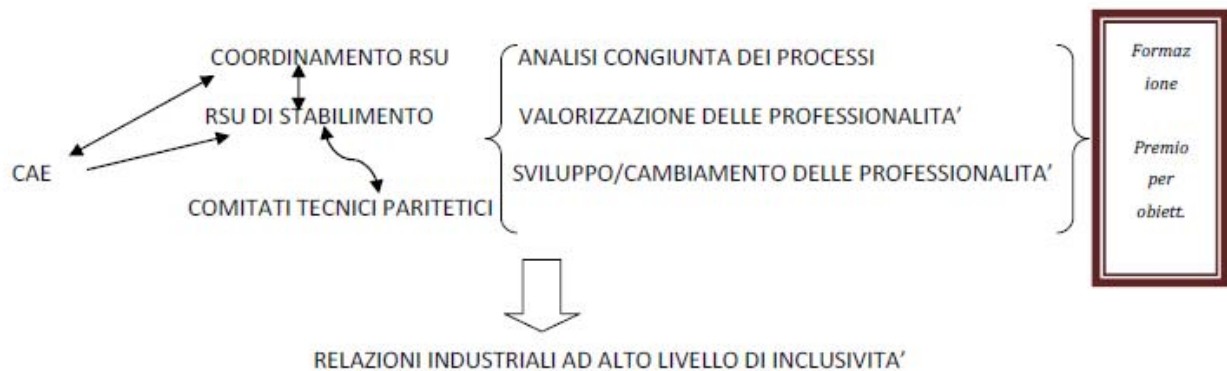 COORDINAMENTO RSU
RSU DI STABILIMENTO
CAE
COMITATI TECNICI PARITETICI
ANALISI CONGIUNTA DEI PROCESSI
VALORIZZAZIONE DELLE PROFESSIONALITA’
SVILUPPO/CAMBIAMENTO DELLE PROFESSIONALITA’
Formaz
ione
Premio
per
obiett.
RELAZIONI INDUSTRIALI AD ALTO LIVELLO DI INCLUSIVITA’